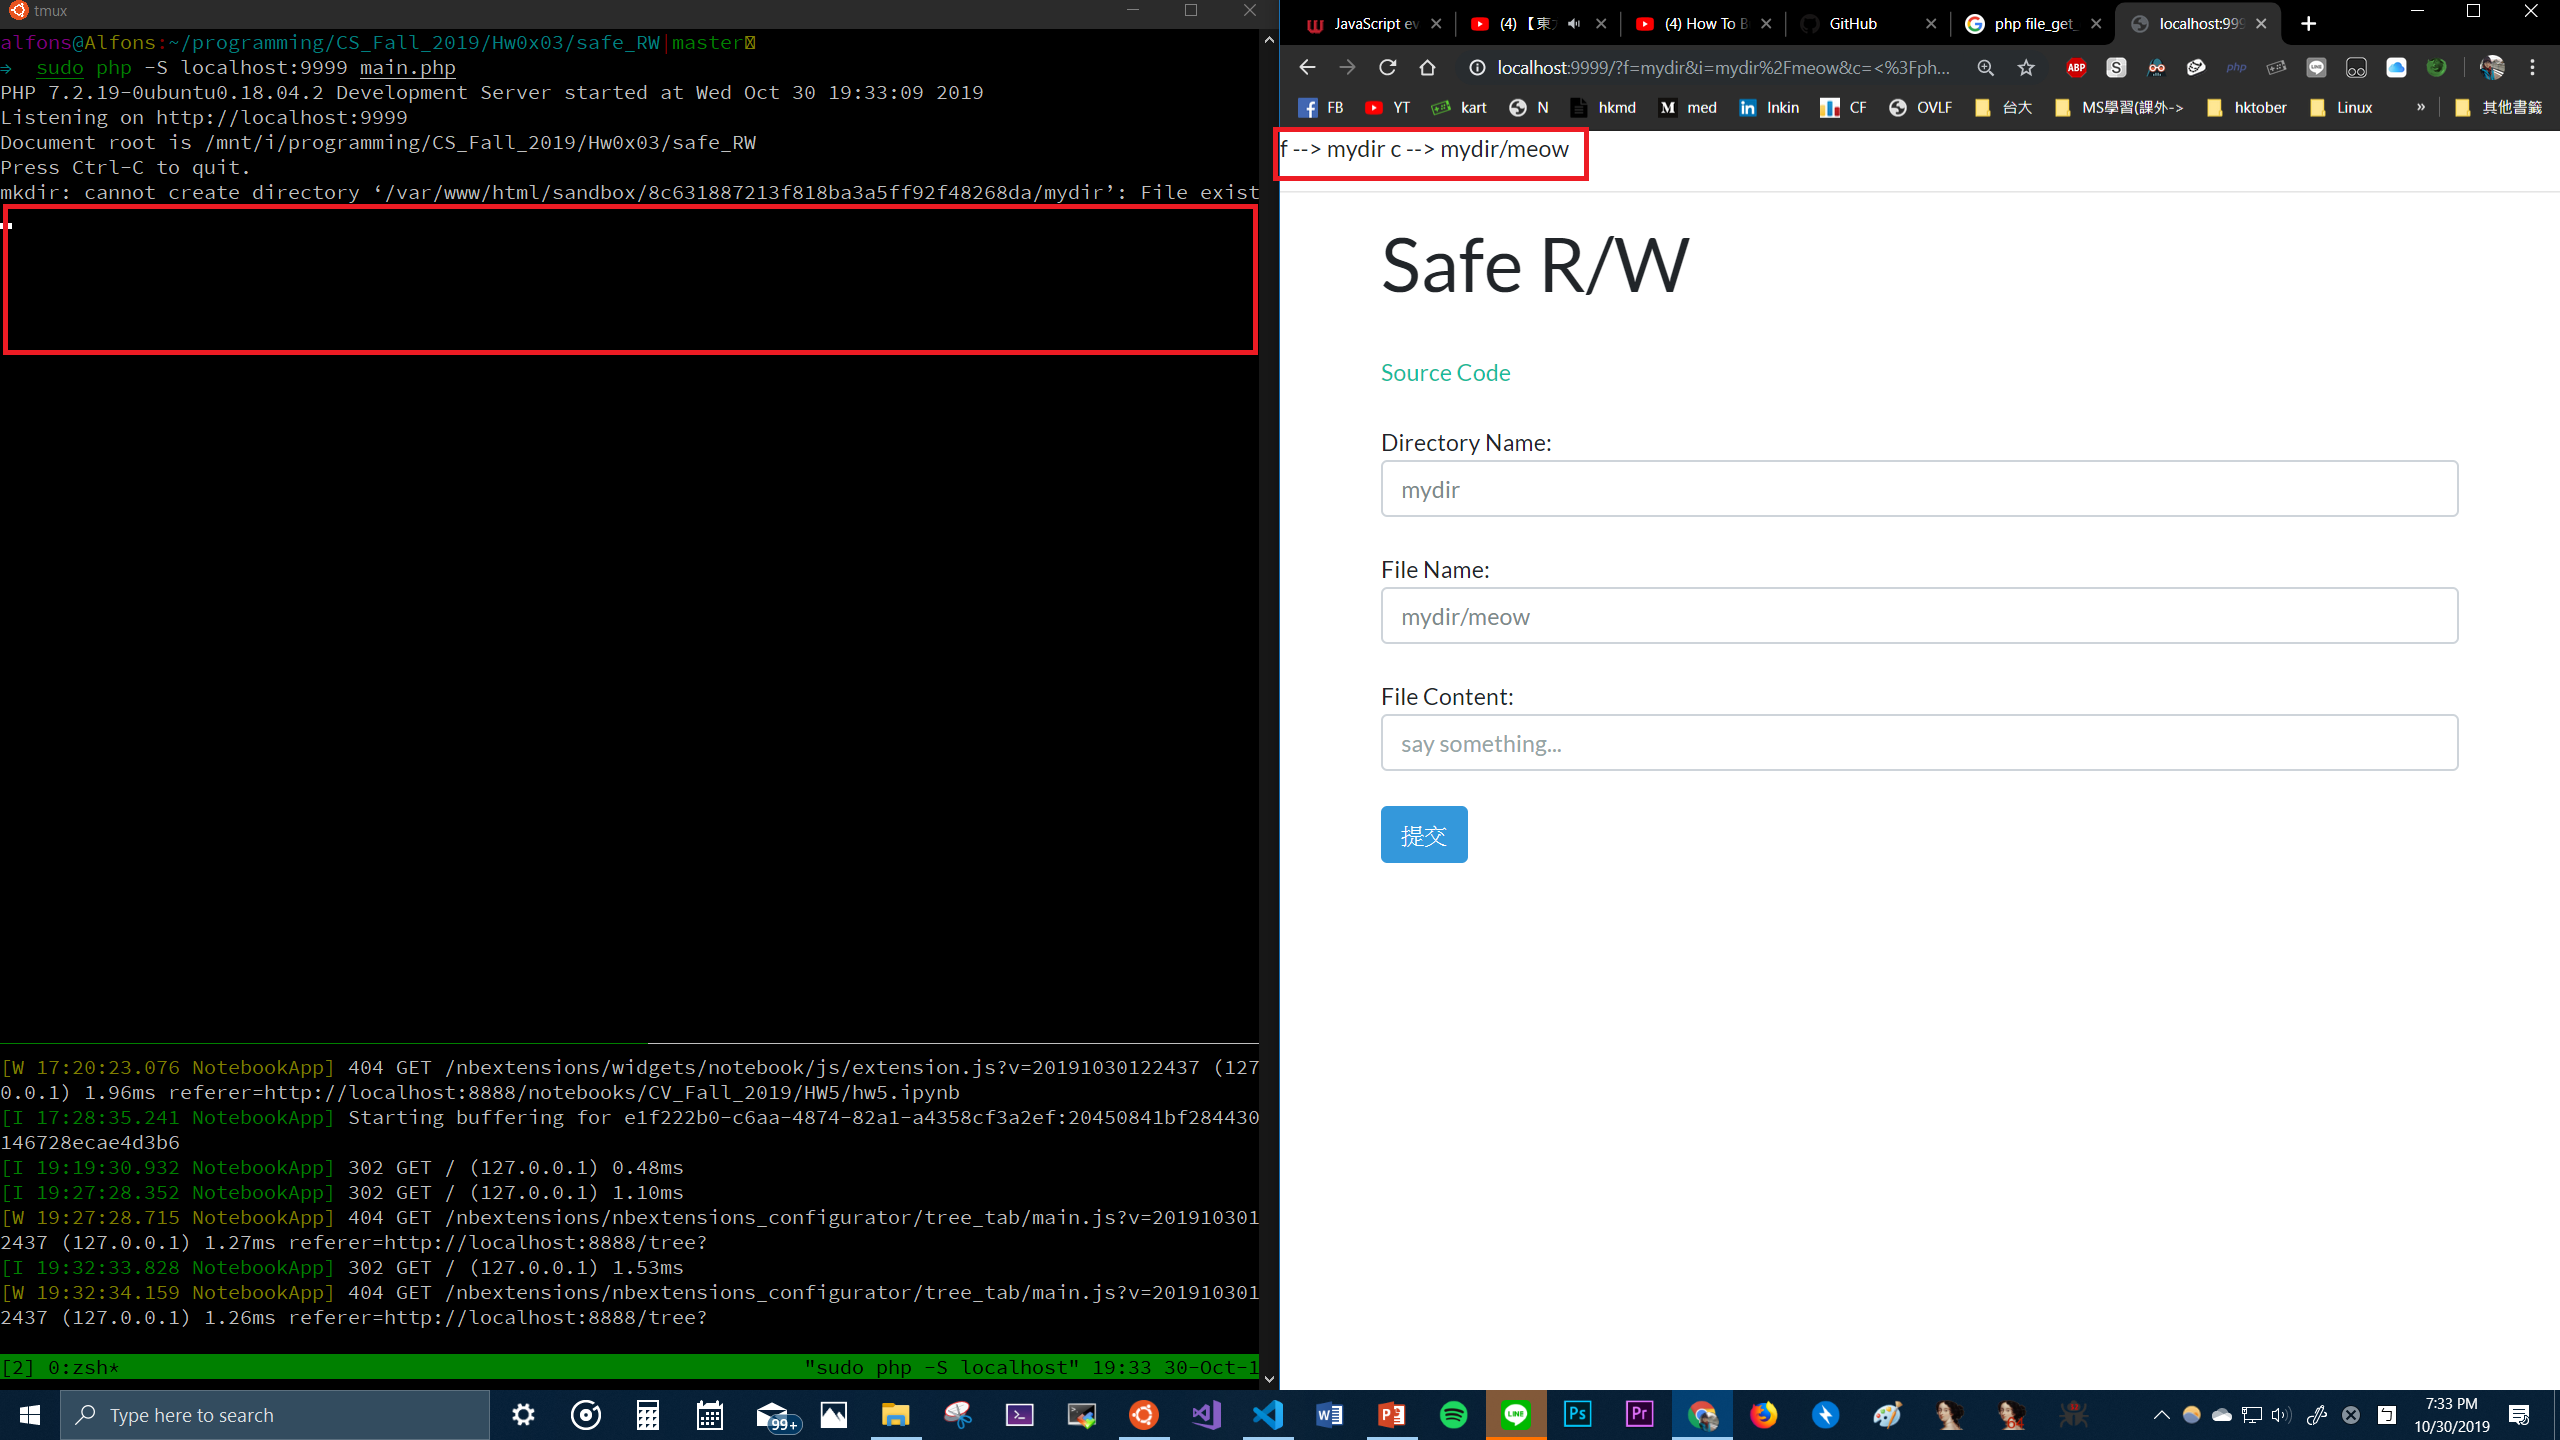 tmux
alfons@Alfons:~/programming/CS_Fall_2019/Hw0x03/safe_RW|master
⇒ sudo php -S localhost:9999 main.php
PHP 7.2.19-0ubuntu0.18.04.2 Development Server started at Wed Oct 30 19:33:09 2019
Listening on http://localhost:9999
Document root is /mnt/i/programming/CS_Fall_2019/Hw0x03/safe_RW
Press Ctrl-C to quit.
mkdir: cannot create directory ‘/var/www/html/sandbox/8c631887213f818ba3a5ff92f48268da/mydir’: File exist
[W 17:20:23.076 NotebookApp] 404 GET /nbextensions/widgets/notebook/js/extension.js?v=20191030122437 (127
0.0.1) 1.96ms referer=http://localhost:8888/notebooks/CV_Fall_2019/HW5/hw5.ipynb
[I 17:28:35.241 NotebookApp] Starting buffering for e1f222b0-c6aa-4874-82a1-a4358cf3a2ef:20450841bf284430
146728ecae4d3b6
[I 19:19:30.932 NotebookApp] 302 GET / (127.0.0.1) 0.48ms
[I 19:27:28.352 NotebookApp] 302 GET / (127.0.0.1) 1.10ms
[W 19:27:28.715 NotebookApp] 404 GET /nbextensions/nbextensions_configurator/tree_tab/main.js?v=201910301
2437 (127.0.0.1) 1.27ms referer=http://localhost:8888/tree?
[I 19:32:33.828 NotebookApp] 302 GET / (127.0.0.1) 1.53ms
[W 19:32:34.159 NotebookApp] 404 GET /nbextensions/nbextensions_configurator/tree_tab/main.js?v=201910301
2437 (127.0.0.1) 1.26ms referer=http://localhost:8888/tree?
[2] 0:zsh* "sudo php -S localhost" 19:33 30-Oct-1
JavaScript ev (4) 【東 (4) How To B GitHub php file_get_ localhost:999
localhost:9999/?f=mydir&i=mydir%2Fmeow&c=<%3Fph...
ABP S php
FB YT kart N hkmd M med in lnkin CF OVLF 台大 MS學習(課外-> hktober Linux » 其他書籤
f --> mydir c --> mydir/meow
Safe R/W
Source Code
Directory Name:
mydir
File Name:
mydir/meow
File Content:
say something...
提交
Type here to search
99+
LINE
Ps
Pr
7:33 PM
10/30/2019